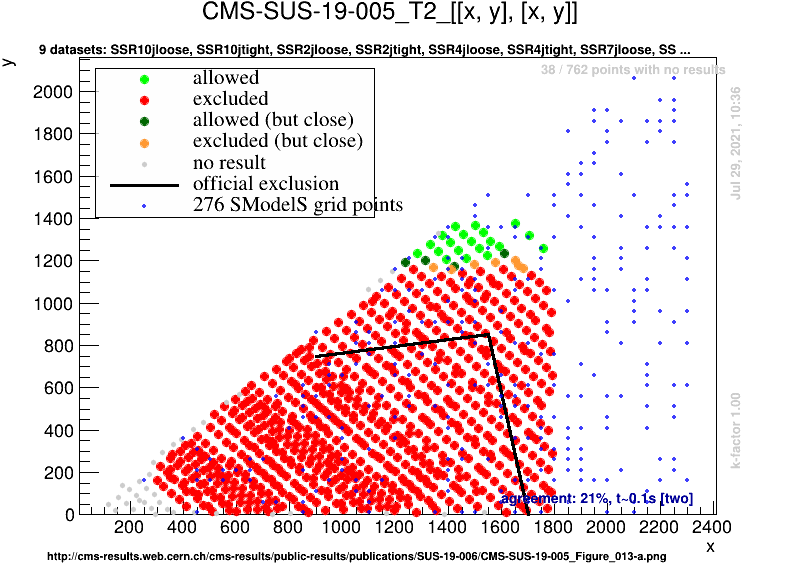 CMS-SUS-19-005_T2_[[x, y], [x, y]]
9 datasets: SSR10jloose, SSR10jtight, SSR2jloose, SSR2jtight, SSR4jloose, SSR4jtight, SSR7jloose, SS ...
y
38 / 762 points with no results
allowed
excluded
allowed (but close)
excluded (but close)
no result
official exclusion
276 SModelS grid points
Jul 29, 2021, 10:36
k-factor 1.00
2000
1800
1600
1400
1200
1000
800
600
400
200
0
agreement: 21%, t~0.1s [two]
200 400 600 800 1000 1200 1400 1600 1800 2000 2200 2400
x
http://cms-results.web.cern.ch/cms-results/public-results/publications/SUS-19-006/CMS-SUS-19-005_Figure_013-a.png